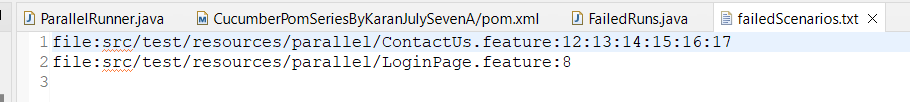 ParallelRunner.java CucumberPomSeriesByKaranJulySevenA/pom.xml FailedRuns.java failedScenarios.txt
1 file:src/test/resources/parallel/ContactUs.feature:12:13:14:15:16:17
2 file:src/test/resources/parallel/LoginPage.feature:8
3